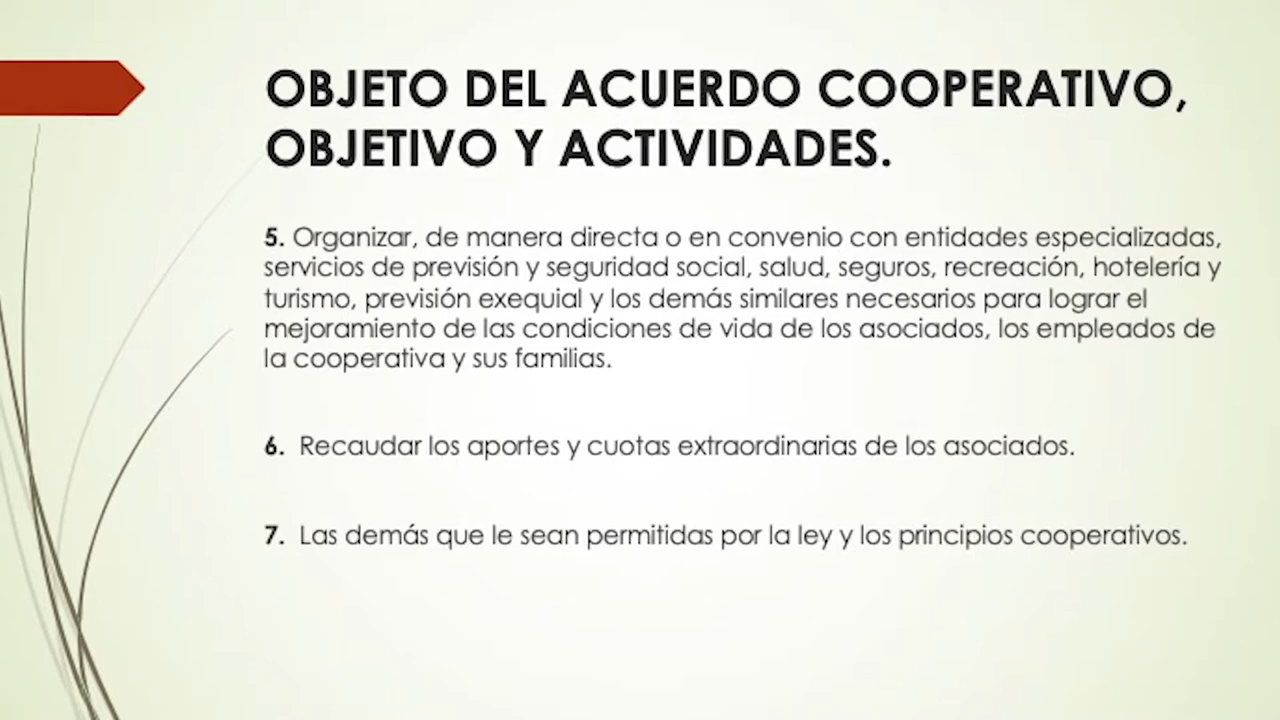 OBJETO DEL ACUERDO COOPERATIVO,
OBJETIVO Y ACTIVIDADES.
5. Organizar, de manera directa o en convenio con entidades especializadas,
servicios de previsión y seguridad social, salud, seguros, recreación, hotelería y
turismo, previsión exequial y los demás similares necesarios para lograr el
mejoramiento de las condiciones de vida de los asociados, los empleados de
la cooperativa y sus familias.
6. Recaudar los aportes y cuotas extraordinarias de los asociados.
7. Las demás que le sean permitidas por la ley y los principios cooperativos.